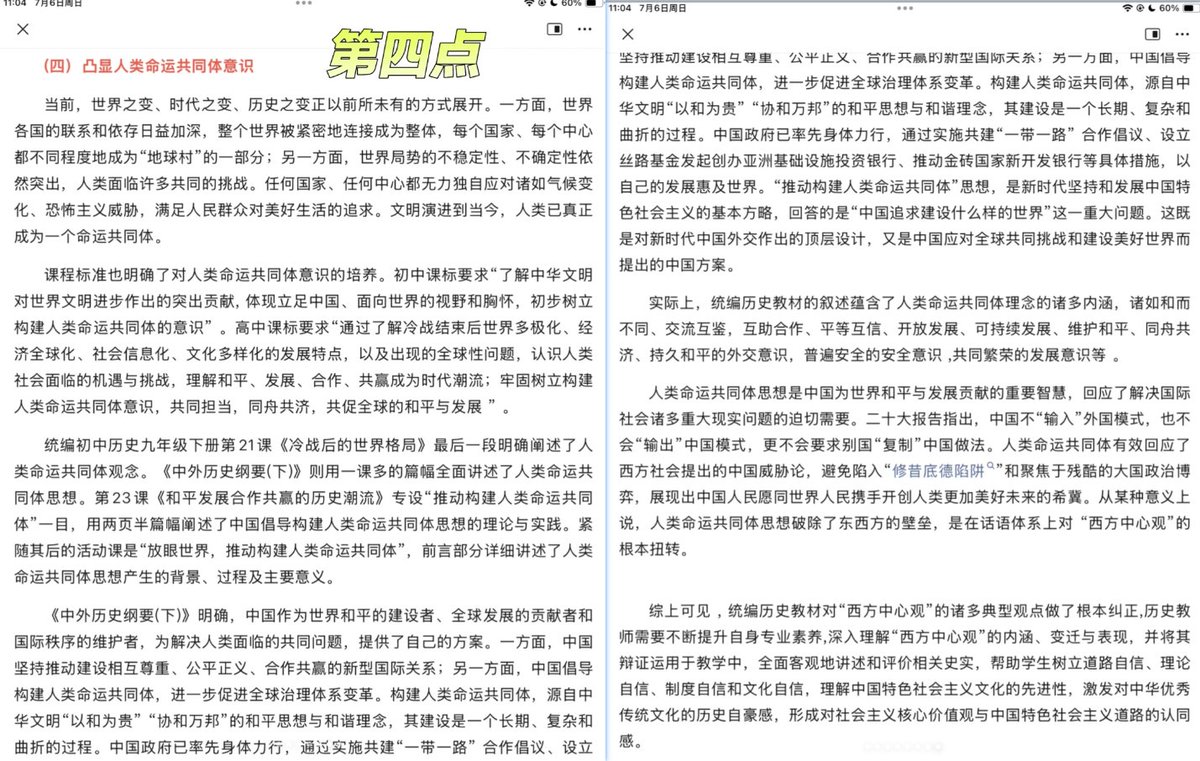 11:04 7月6日周日
60%
第四点
（四）凸显人类命运共同体意识
当前，世界之变、时代之变、历史之变正以前所未有的方式展开。一方面，世界
各国的联系和依存日益加深，整个世界被紧密地连接成为整体，每个国家、每个中心
都不同程度地成为“地球村”的一部分；另一方面，世界局势的不稳定性、不确定性依
然突出，人类面临许多共同的挑战。任何国家、任何中心都无力独自应对诸如气候变
化、恐怖主义威胁，满足人民群众对美好生活的追求。文明演进到当今，人类已真正
成为一个命运共同体。
课程标准也明确了对人类命运共同体意识的培养。初中课标要求“了解中华文明
对世界文明进步作出的突出贡献，体现立足中国、面向世界的视野和胸怀，初步树立
构建人类命运共同体的意识”。高中课标要求“通过了解冷战结束后世界多极化、经
济全球化、社会信息化、文化多样化的发展特点，以及出现的全球性问题，认识人类
社会面临的机遇与挑战，理解和平、发展、合作、共赢成为时代潮流；牢固树立构建
人类命运共同体意识，共同担当，同舟共济，共促全球的和平与发展 ”。
统编初中历史九年级下册第21课《冷战后的世界格局》最后一段明确阐述了人
类命运共同体观念。《中外历史纲要(下)》则用一课多的篇幅全面讲述了人类命运共
同体思想。第23课《和平发展合作共赢的历史潮流》专设“推动构建人类命运共同
体”一目，用两页半篇幅阐述了中国倡导构建人类命运共同体思想的理论与实践。紧
随其后的活动课是“放眼世界，推动构建人类命运共同体”，前言部分详细讲述了人类
命运共同体思想产生的背景、过程及主要意义。
《中外历史纲要(下)》明确，中国作为世界和平的建设者、全球发展的贡献者和
国际秩序的维护者，为解决人类面临的共同问题，提供了自己的方案。一方面，中国
坚持推动建设相互尊重、公平正义、合作共赢的新型国际关系；另一方面，中国倡导
构建人类命运共同体，进一步促进全球治理体系变革。构建人类命运共同体，源自中
华文明“以和为贵” “协和万邦”的和平思想与和谐理念，其建设是一个长期、复杂和
曲折的过程。中国政府已率先身体力行，通过实施共建“一带一路” 合作倡议、设立
11:04 7月6日周日
60%
坚持推动建设相互尊重、公平正义、合作共赢的新型国际关系；另一方面，中国倡导
构建人类命运共同体，进一步促进全球治理体系变革。构建人类命运共同体，源自中
华文明“以和为贵” “协和万邦”的和平思想与和谐理念，其建设是一个长期、复杂和
曲折的过程。中国政府已率先身体力行，通过实施共建“一带一路” 合作倡议、设立
丝路基金发起创办亚洲基础设施投资银行、推动金砖国家新开发银行等具体措施，以
自己的发展惠及世界。“推动构建人类命运共同体”思想，是新时代坚持和发展中国特
色社会主义的基本方略，回答的是“中国追求建设什么样的世界”这一重大问题。这既
是对新时代中国外交作出的顶层设计，又是中国应对全球共同挑战和建设美好世界而
提出的中国方案。
实际上，统编历史教材的叙述蕴含了人类命运共同体理念的诸多内涵，诸如和而
不同、交流互鉴，互助合作、平等互信、开放发展、可持续发展、维护和平、同舟共
济、持久和平的外交意识，普遍安全的安全意识 ,共同繁荣的发展意识等 。
人类命运共同体思想是中国为世界和平与发展贡献的重要智慧，回应了解决国际
社会诸多重大现实问题的迫切需要。二十大报告指出，中国不“输入”外国模式，也不
会“输出”中国模式，更不会要求别国“复制”中国做法。人类命运共同体有效回应了
西方社会提出的中国威胁论，避免陷入“修昔底德陷阱”和聚焦于残酷的大国政治博
弈，展现出中国人民愿同世界人民携手开创人类更加美好未来的希冀。从某种意义上
说，人类命运共同体思想破除了东西方的壁垒，是在话语体系上对 “西方中心观”的
根本扭转。
综上可见 ，统编历史教材对“西方中心观”的诸多典型观点做了根本纠正,历史教
师需要不断提升自身专业素养,深入理解“西方中心观”的内涵、变迁与表现，并将其
辩证运用于教学中，全面客观地讲述和评价相关史实，帮助学生树立道路自信、理论
自信、制度自信和文化自信，理解中国特色社会主义文化的先进性，激发对中华优秀
传统文化的历史自豪感，形成对社会主义核心价值观与中国特色社会主义道路的认同
感。